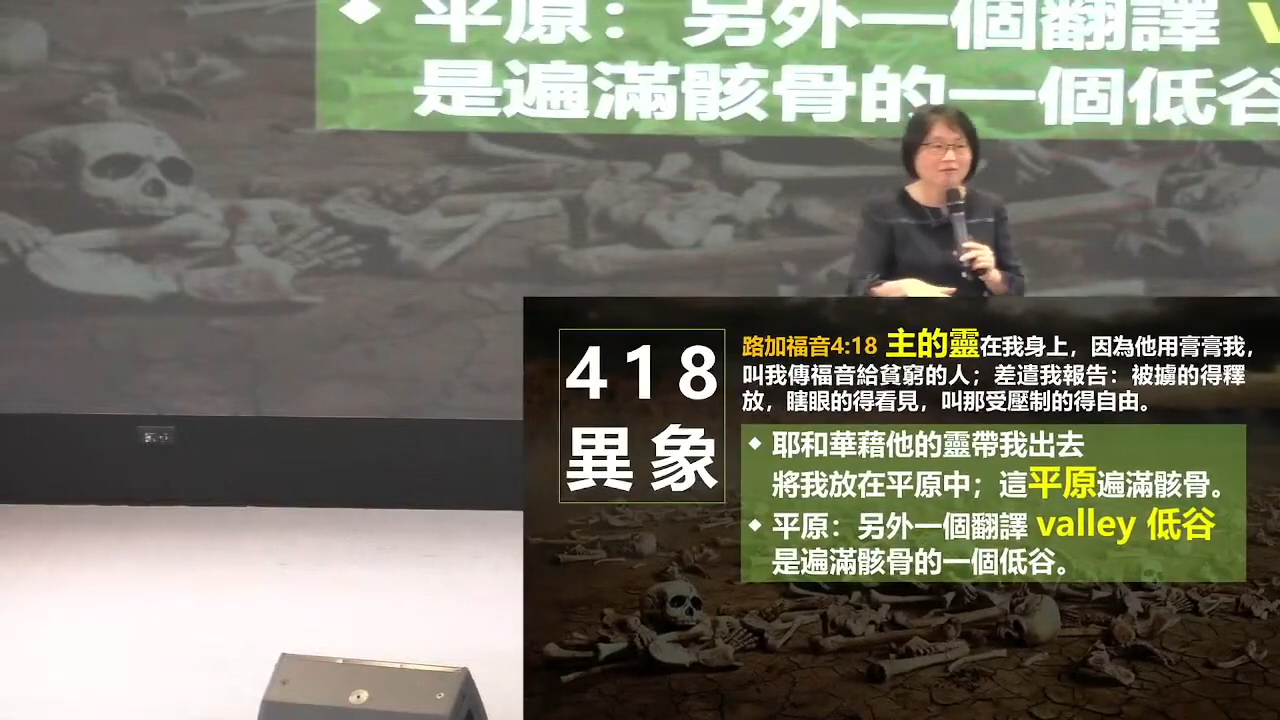 平原：另外一個翻譯
是遍滿骸骨的一個低谷
418
異象
路加福音4:18 主的靈在我身上，因為他用膏膏我，
叫我傳福音給貧窮的人；差遣我報告：被擄的得釋
放，瞎眼的得看見，叫那受壓制的得自由。
耶和華藉他的靈帶我出去
將我放在平原中；這平原遍滿骸骨。
平原：另外一個翻譯 valley 低谷
是遍滿骸骨的一個低谷。